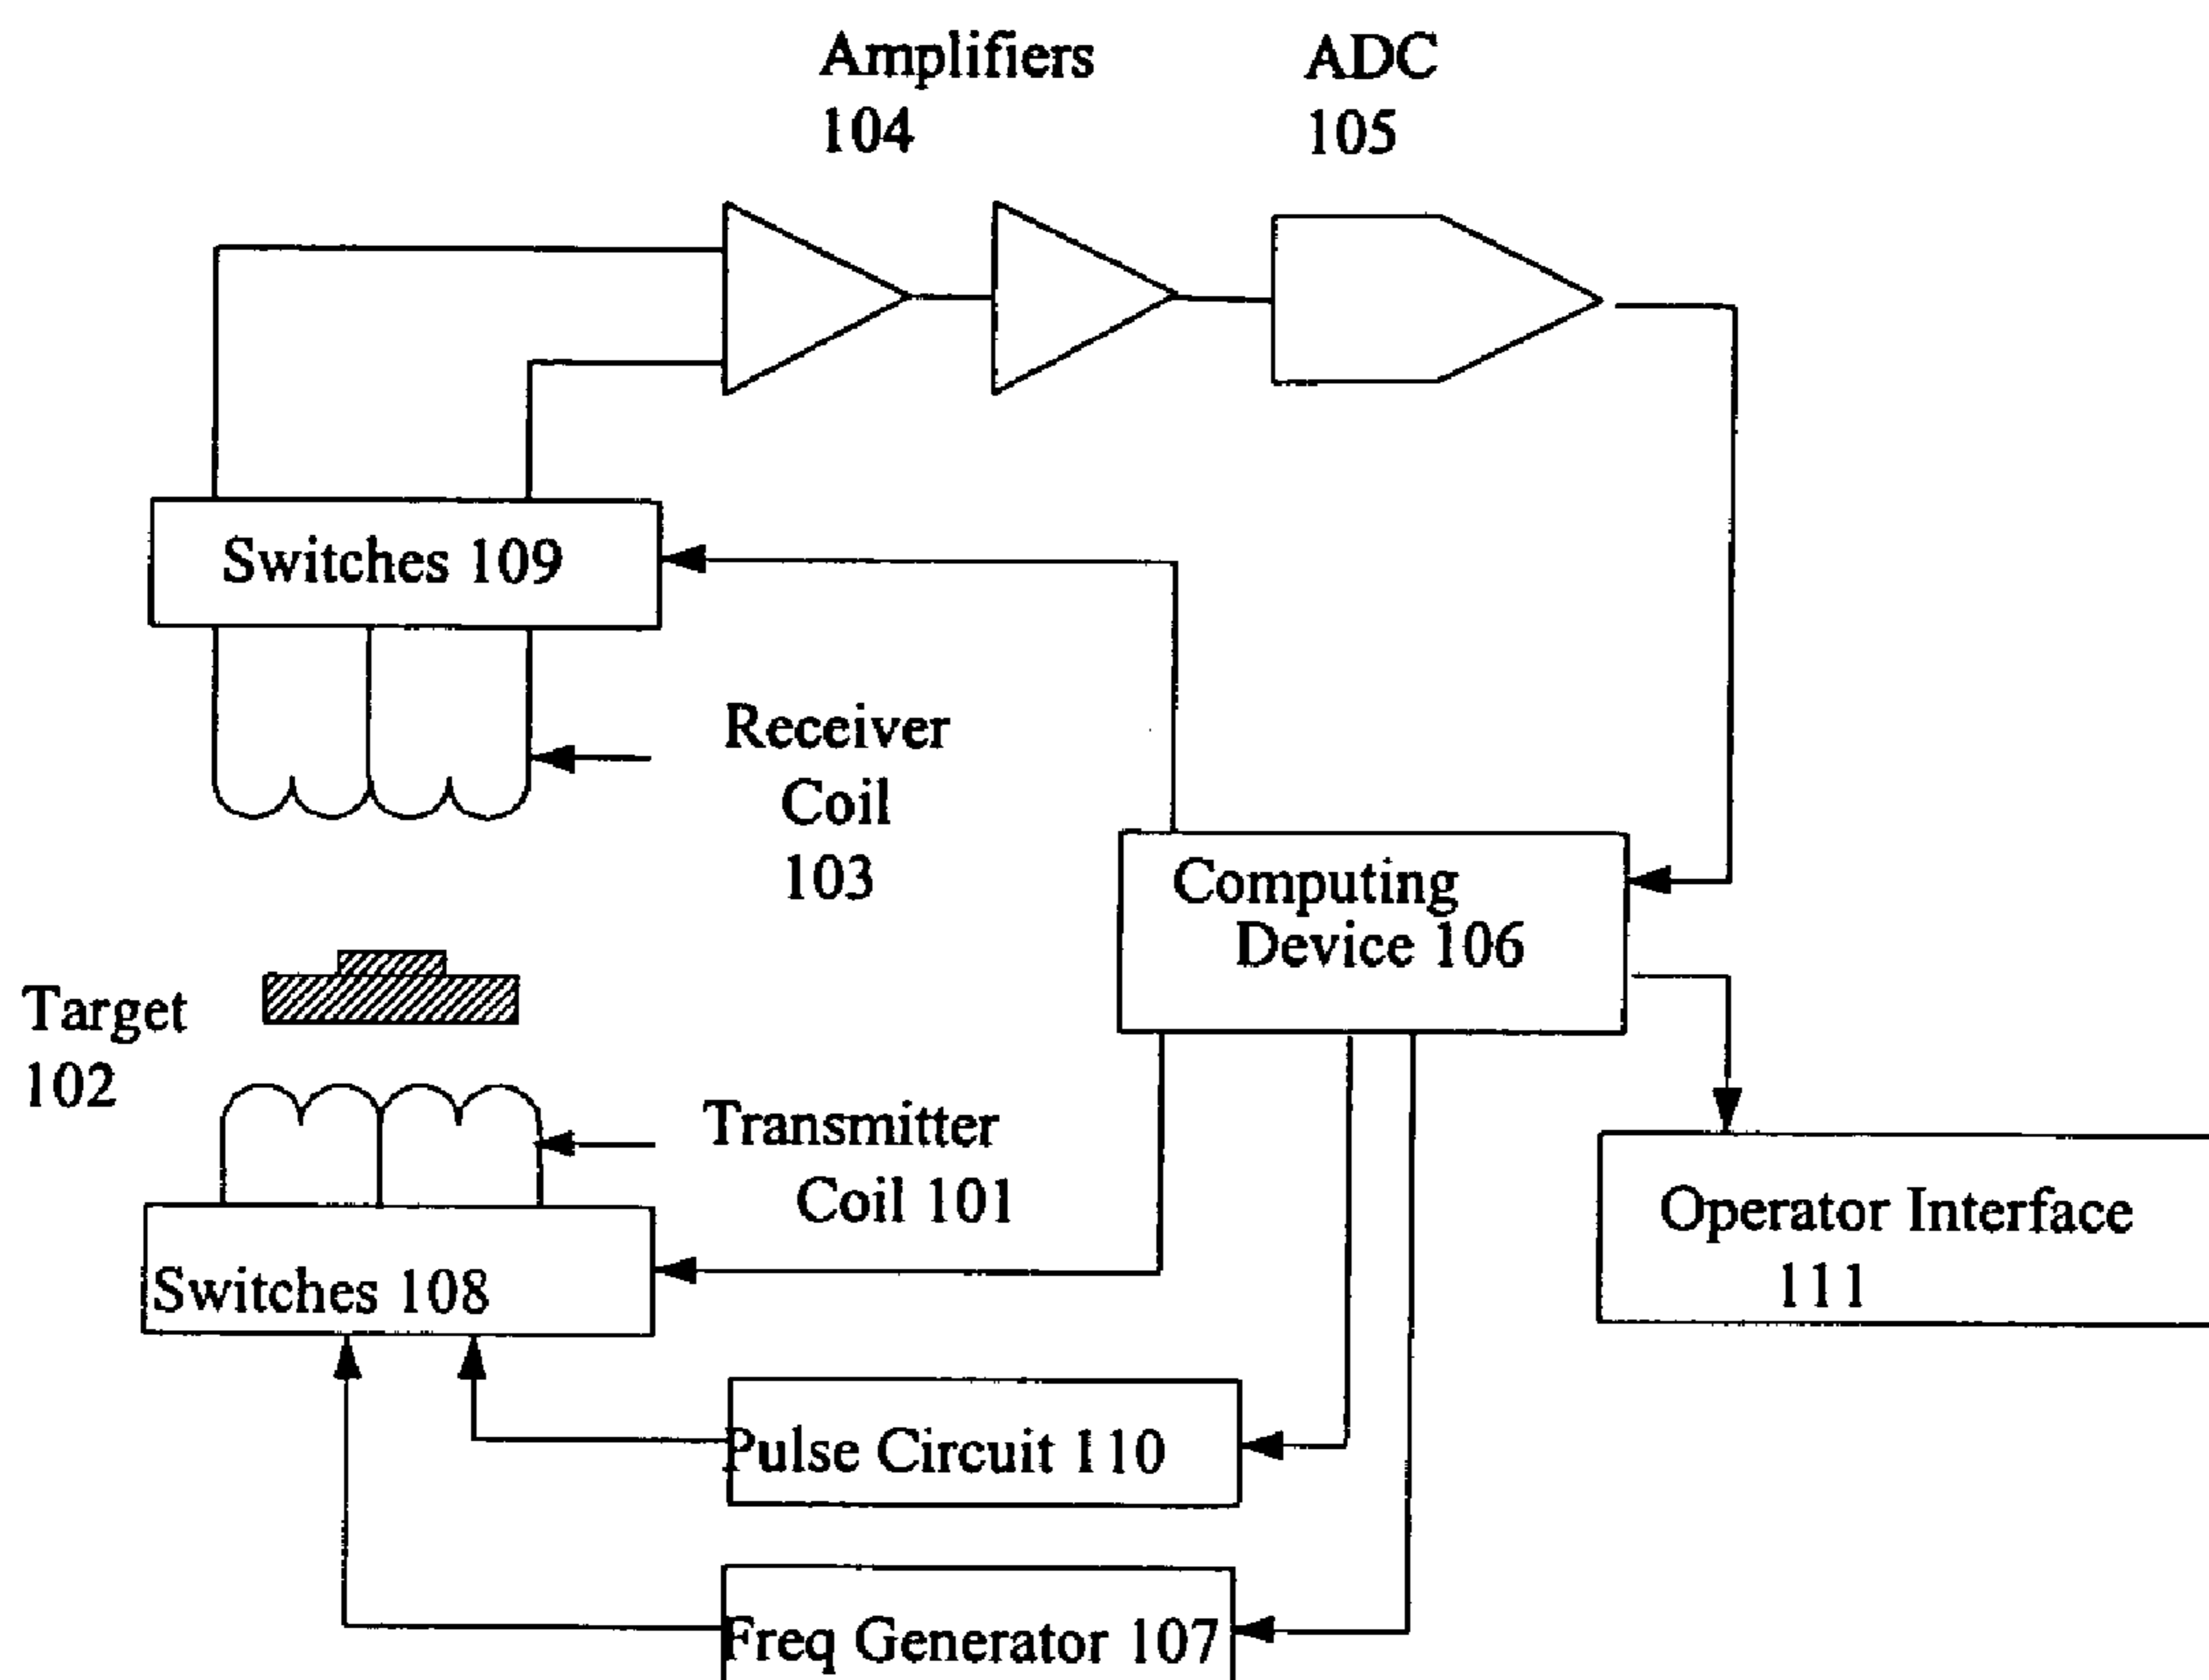 Amplifiers
104
ADC
105
Switches 109
Receiver
Coil
103
Computing
Device 106
Target
102
Transmitter
Coil 101
Operator Interface
111
Switches 108
Pulse Circuit 110
Freq Generator 107